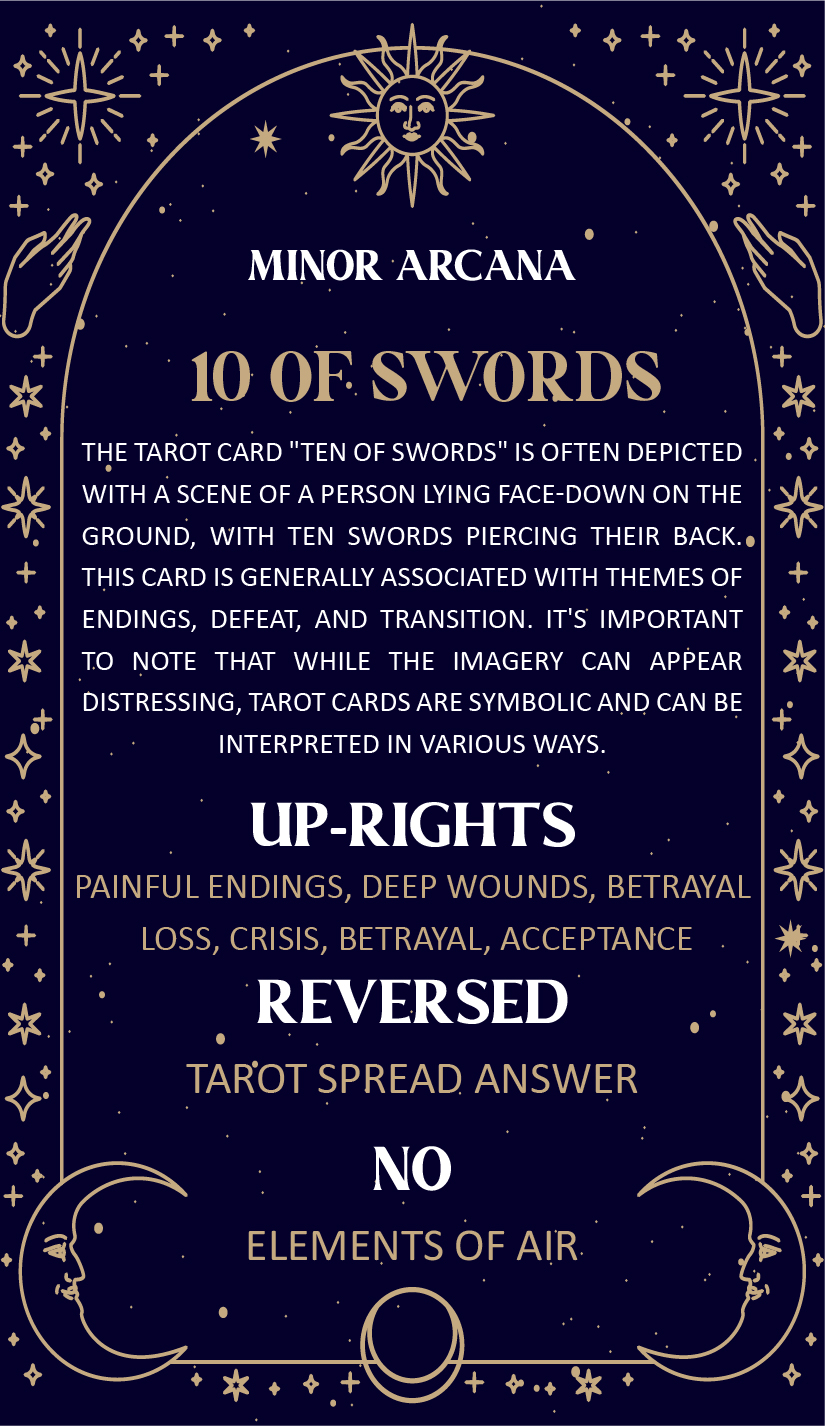 MINOR ARCANA
10 OF SWORDS
THE TAROT CARD "TEN OF SWORDS" IS OFTEN DEPICTED
WITH A SCENE OF A PERSON LYING FACE-DOWN ON THE
GROUND, WITH TEN SWORDS PIERCING THEIR BACK.
THIS CARD IS GENERALLY ASSOCIATED WITH THEMES OF
ENDINGS, DEFEAT, AND TRANSITION. IT'S IMPORTANT
TO NOTE THAT WHILE THE IMAGERY CAN APPEAR
DISTRESSING, TAROT CARDS ARE SYMBOLIC AND CAN BE
INTERPRETED IN VARIOUS WAYS.
UP-RIGHTS
PAINFUL ENDINGS, DEEP WOUNDS, BETRAYAL
LOSS, CRISIS, BETRAYAL, ACCEPTANCE
REVERSED
TAROT SPREAD ANSWER
NO
ELEMENTS OF AIR